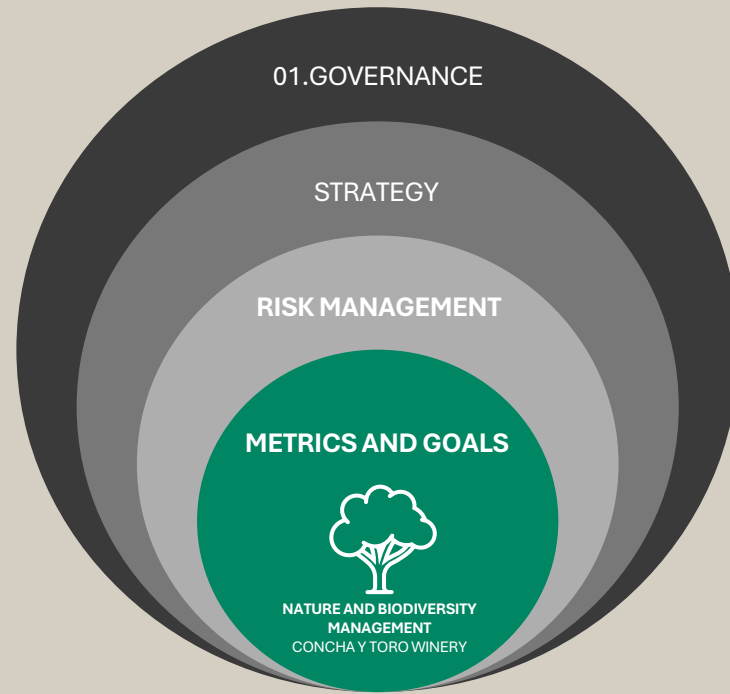 01.GOVERNANCE
STRATEGY
RISK MANAGEMENT
METRICS AND GOALS
NATURE AND BIODIVERSITY
MANAGEMENT
CONCHA Y TORO WINERY